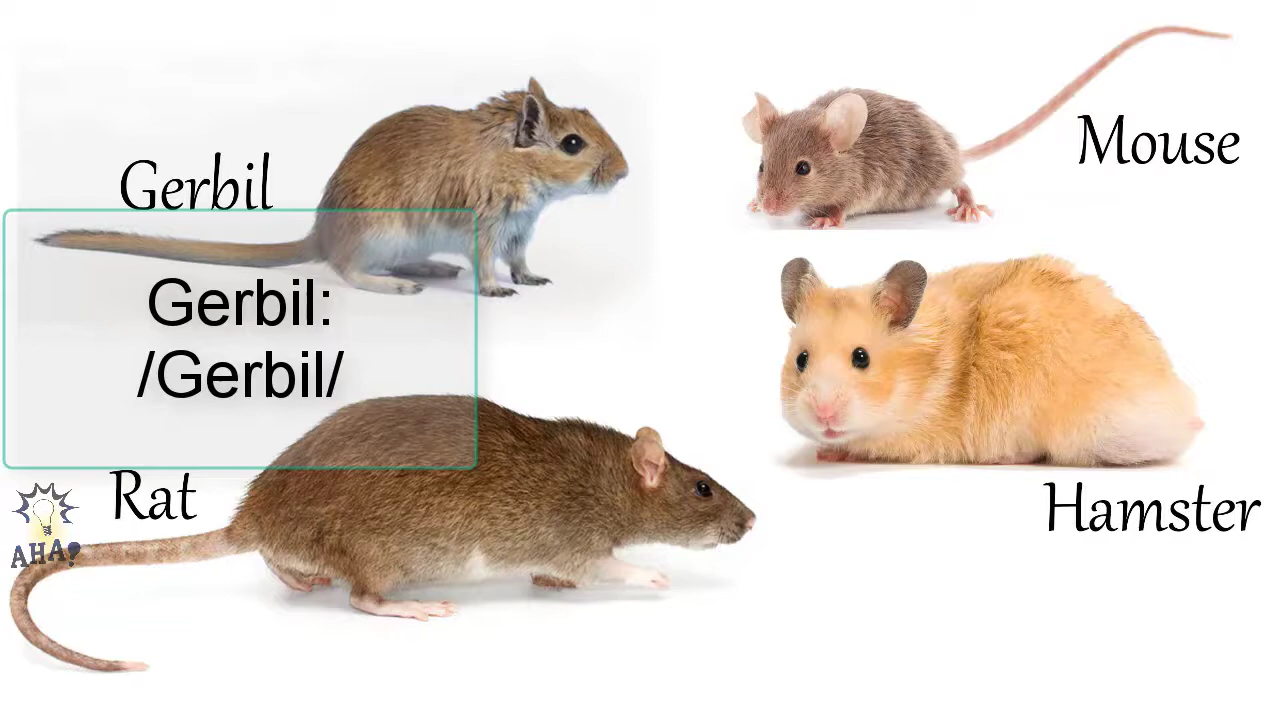 Gerbil
Mouse
Gerbil:
/Gerbil/
Rat
Hamster
AHA!